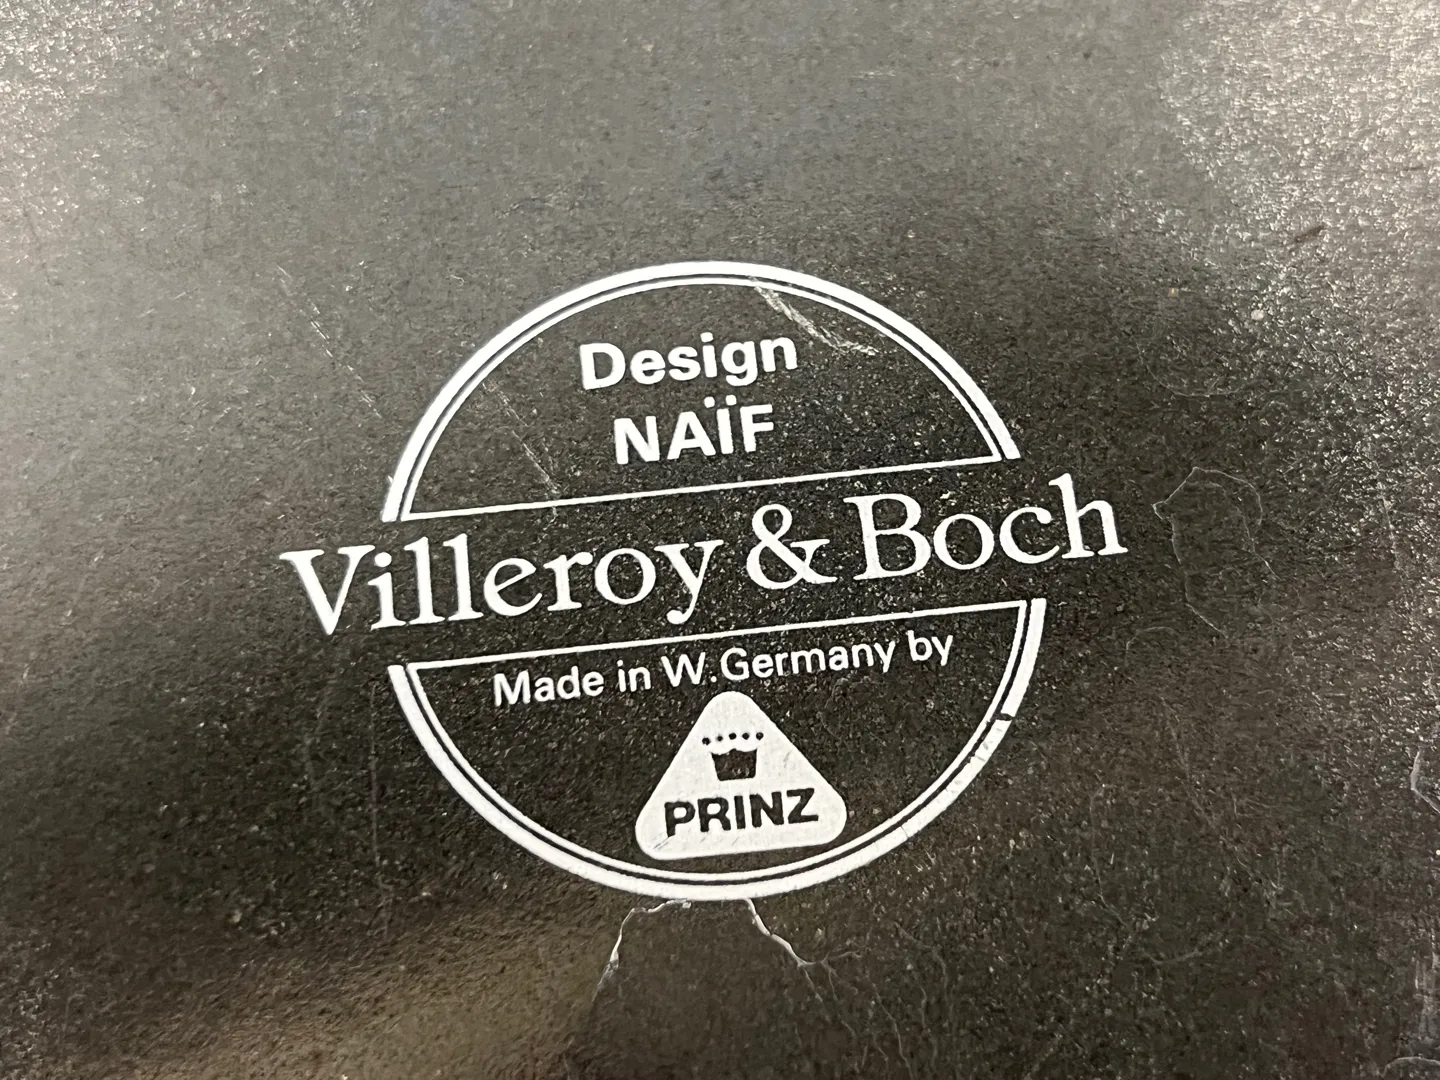 Design
NAÏF
Villeroy & Boch
Made in W. Germany by
PRINZ